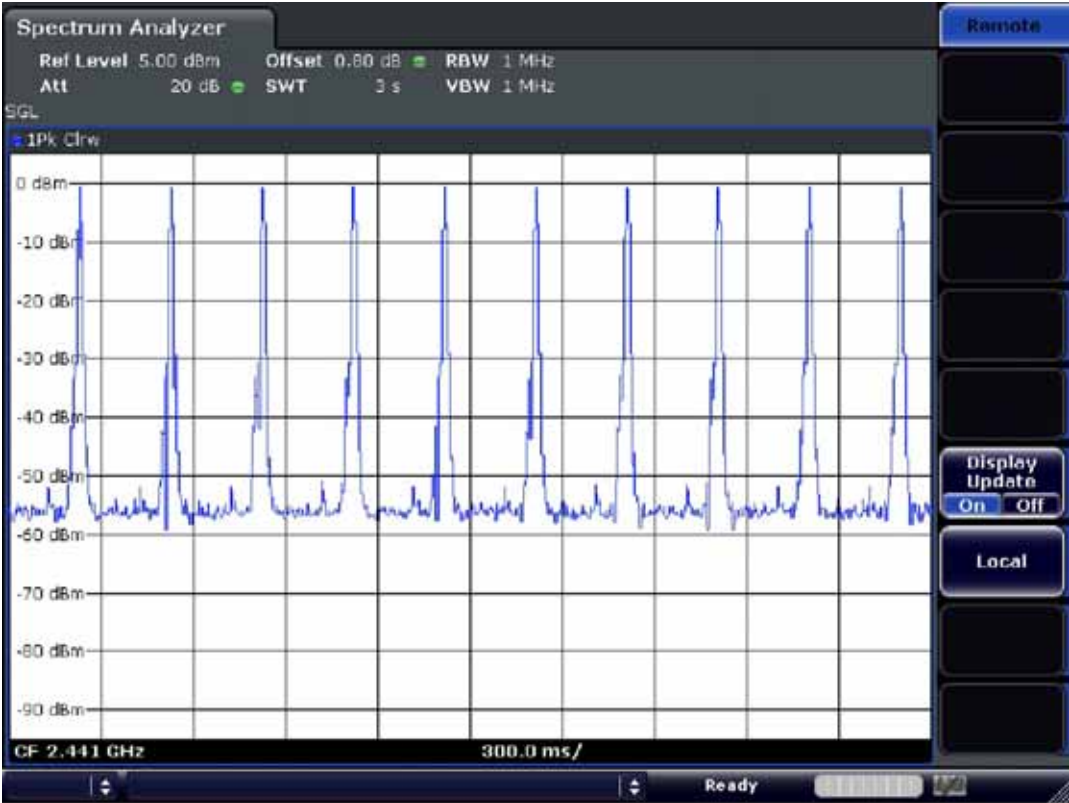 Spectrum Analyzer
Ref Level 5.00 dBm Offset 0.80 dB RBW 1 MHz
Att 20 dB SWT 3 s VBW 1 MHz
SGL
1Pk Clrw
0 dBm
-10 dBm
-20 dBm
-30 dBm
-40 dBm
-50 dBm
-60 dBm
-70 dBm
-80 dBm
-90 dBm
CF 2.441 GHz 300.0 ms/
Ready
Remote
Display
Update
On Off
Local